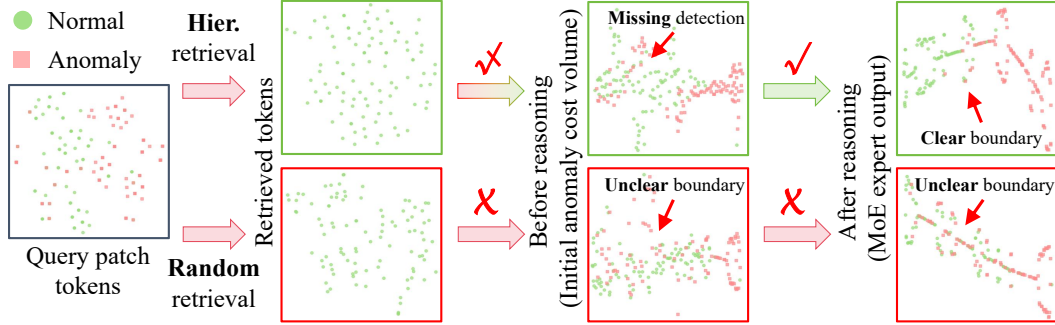 Normal
Anomaly
Query patch
tokens
Hier.
retrieval
Random
retrieval
Retrieved tokens
Before reasoning
(Initial anomaly cost volume)
Missing detection
Unclear boundary
After reasoning
(MoE expert output)
Clear boundary
Unclear boundary